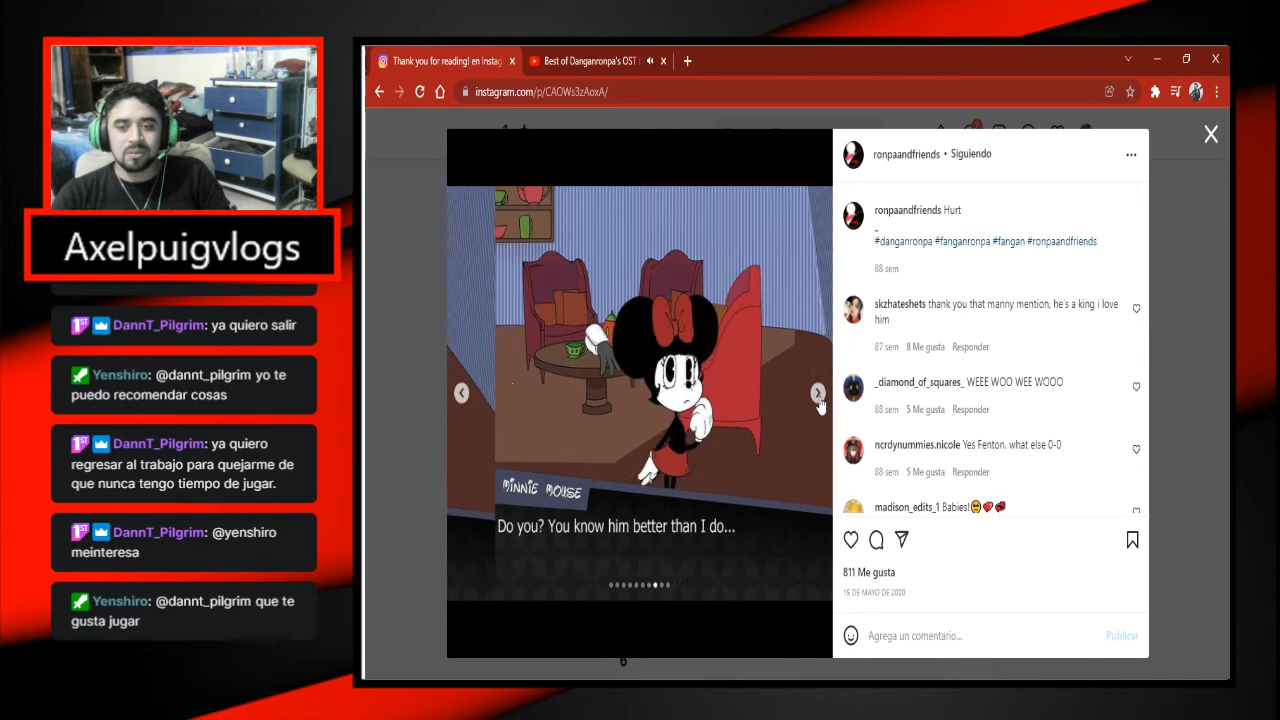 Axelpuigvlogs
DannT_Pilgrim: ya quiero salir
Yenshiro: @dannt_pilgrim yo te
puedo recomendar cosas
DannT_Pilgrim: ya quiero
regresar al trabajo para quejarme de
que nunca tengo tiempo de jugar.
DannT_Pilgrim: @yenshiro
meinteresa
Yenshiro: @dannt_pilgrim que te
gusta jugar
Thank you for reading! en Instag
Best of Danganronpa's OST
instagram.com/p/CAOWs3zAoxA/
MINNIE MOUSE
Do you? You know him better than I do...
ronpaandfriends • Siguiendo
ronpaandfriends Hurt
_
#danganronpa #fanganronpa #fangan #ronpaandfriends
88 sem
skzhateshets thank you that manny mention, he's a king i love
him
87 sem 8 Me gusta Responder
_diamond_of_squares_ WEEE WOO WEE WOOO
88 sem 5 Me gusta Responder
ncrdynummies.nicole Yes Fenton, what else 0-0
88 sem 5 Me gusta Responder
madison_edits_1 Babies!
811 Me gusta
15 DE MAYO DE 2020
Agrega un comentario...
Publicar